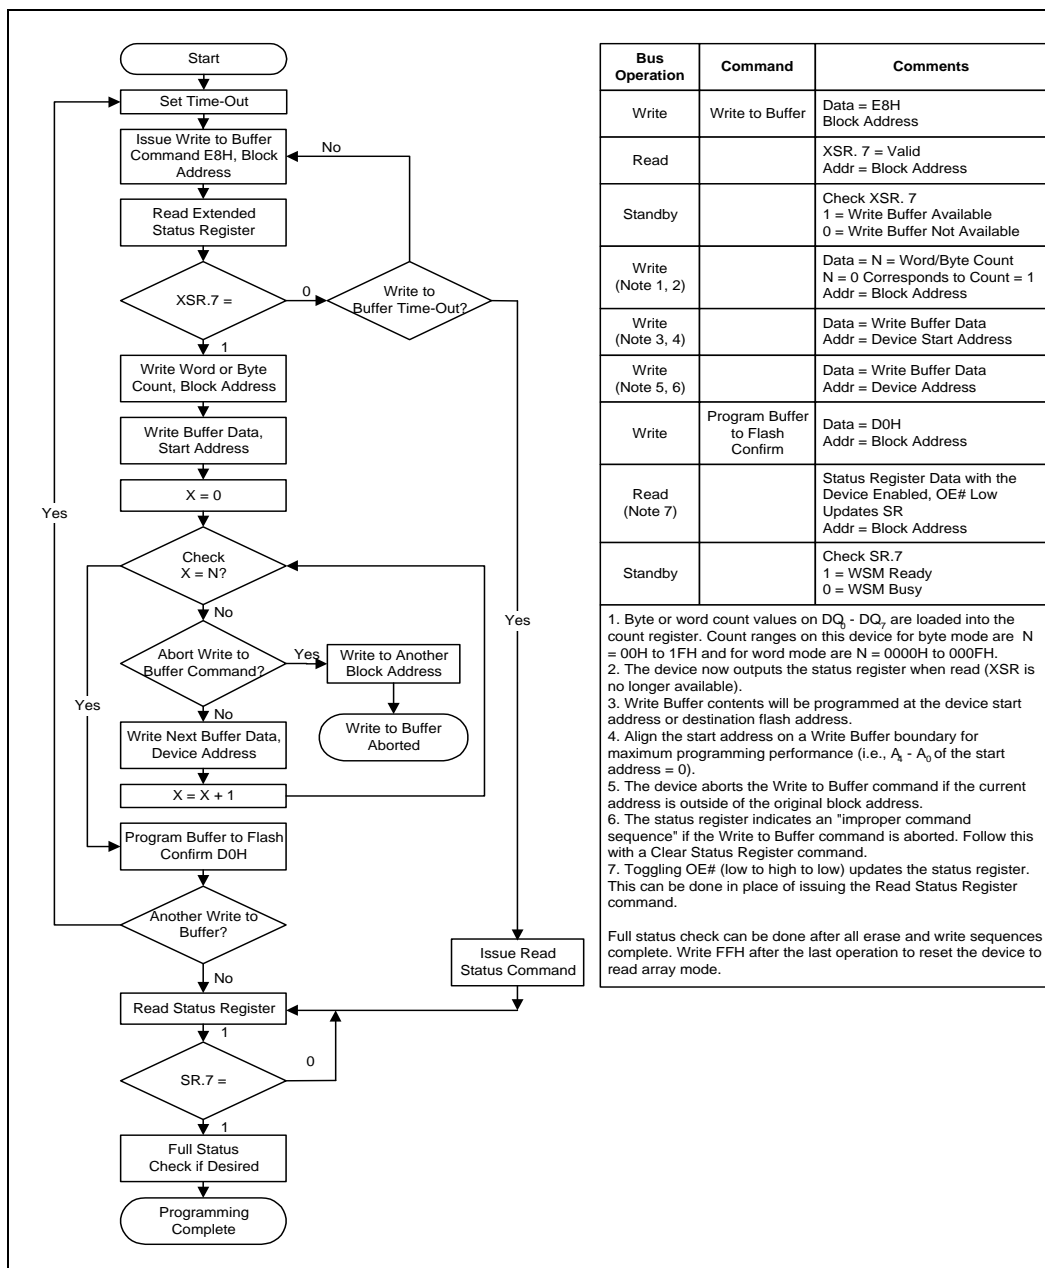 Start
Set Time-Out
Issue Write to Buffer
Command E8H, Block
Address
No
Read Extended
Status Register
XSR.7 =
0
Write to
Buffer Time-Out?
1
Write Word or Byte
Count, Block Address
Write Buffer Data,
Start Address
X = 0
Yes
Check
X = N?
Yes
No
Yes
Abort Write to
Buffer Command?
Yes
Write to Another
Block Address
No
Write to Buffer
Aborted
Write Next Buffer Data,
Device Address
X = X + 1
Program Buffer to Flash
Confirm D0H
Another Write to
Buffer?
Issue Read
Status Command
No
Read Status Register
1
0
SR.7 =
1
Full Status
Check if Desired
Programming
Complete
Bus
Operation
Command
Comments
Write
Write to Buffer
Data = E8H
Block Address
Read
XSR. 7 = Valid
Addr = Block Address
Standby
Check XSR. 7
1 = Write Buffer Available
0 = Write Buffer Not Available
Write
(Note 1, 2)
Data = N = Word/Byte Count
N = 0 Corresponds to Count = 1
Addr = Block Address
Write
(Note 3, 4)
Data = Write Buffer Data
Addr = Device Start Address
Write
(Note 5, 6)
Data = Write Buffer Data
Addr = Device Address
Write
Program Buffer
to Flash
Confirm
Data = D0H
Addr = Block Address
Read
(Note 7)
Status Register Data with the
Device Enabled, OE# Low
Updates SR
Addr = Block Address
Standby
Check SR.7
1 = WSM Ready
0 = WSM Busy
1. Byte or word count values on DQ0 - DQ7 are loaded into the
count register. Count ranges on this device for byte mode are N
= 00H to 1FH and for word mode are N = 0000H to 000FH.
2. The device now outputs the status register when read (XSR is
no longer available).
3. Write Buffer contents will be programmed at the device start
address or destination flash address.
4. Align the start address on a Write Buffer boundary for
maximum programming performance (i.e., A4 - A0 of the start
address = 0).
5. The device aborts the Write to Buffer command if the current
address is outside of the original block address.
6. The status register indicates an "improper command
sequence" if the Write to Buffer command is aborted. Follow this
with a Clear Status Register command.
7. Toggling OE# (low to high to low) updates the status register.
This can be done in place of issuing the Read Status Register
command.
Full status check can be done after all erase and write sequences
complete. Write FFH after the last operation to reset the device to
read array mode.